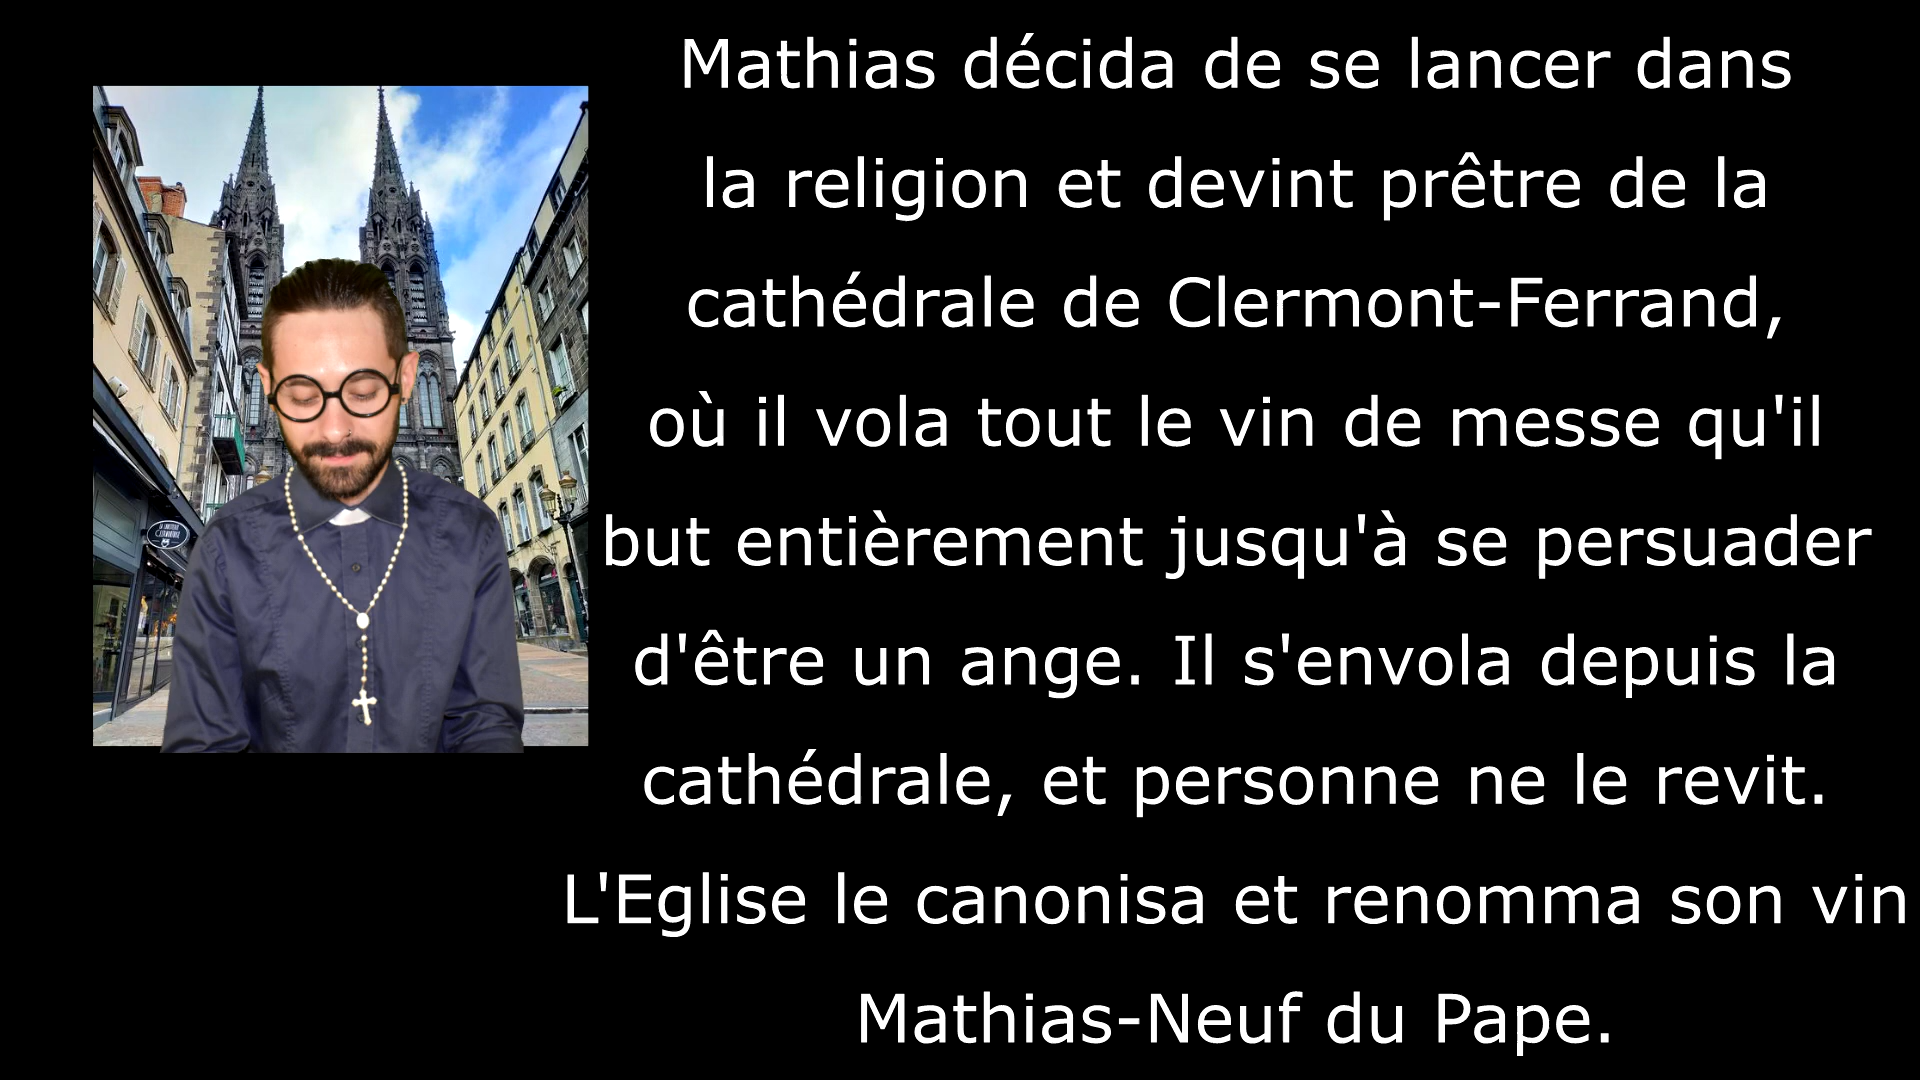 Mathias décida de se lancer dans
la religion et devint prêtre de la
cathédrale de Clermont-Ferrand,
où il vola tout le vin de messe qu'il
but entièrement jusqu'à se persuader
d'être un ange. Il s'envola depuis la
cathédrale, et personne ne le revit.
L'Eglise le canonisa et renomma son vin
Mathias-Neuf du Pape.